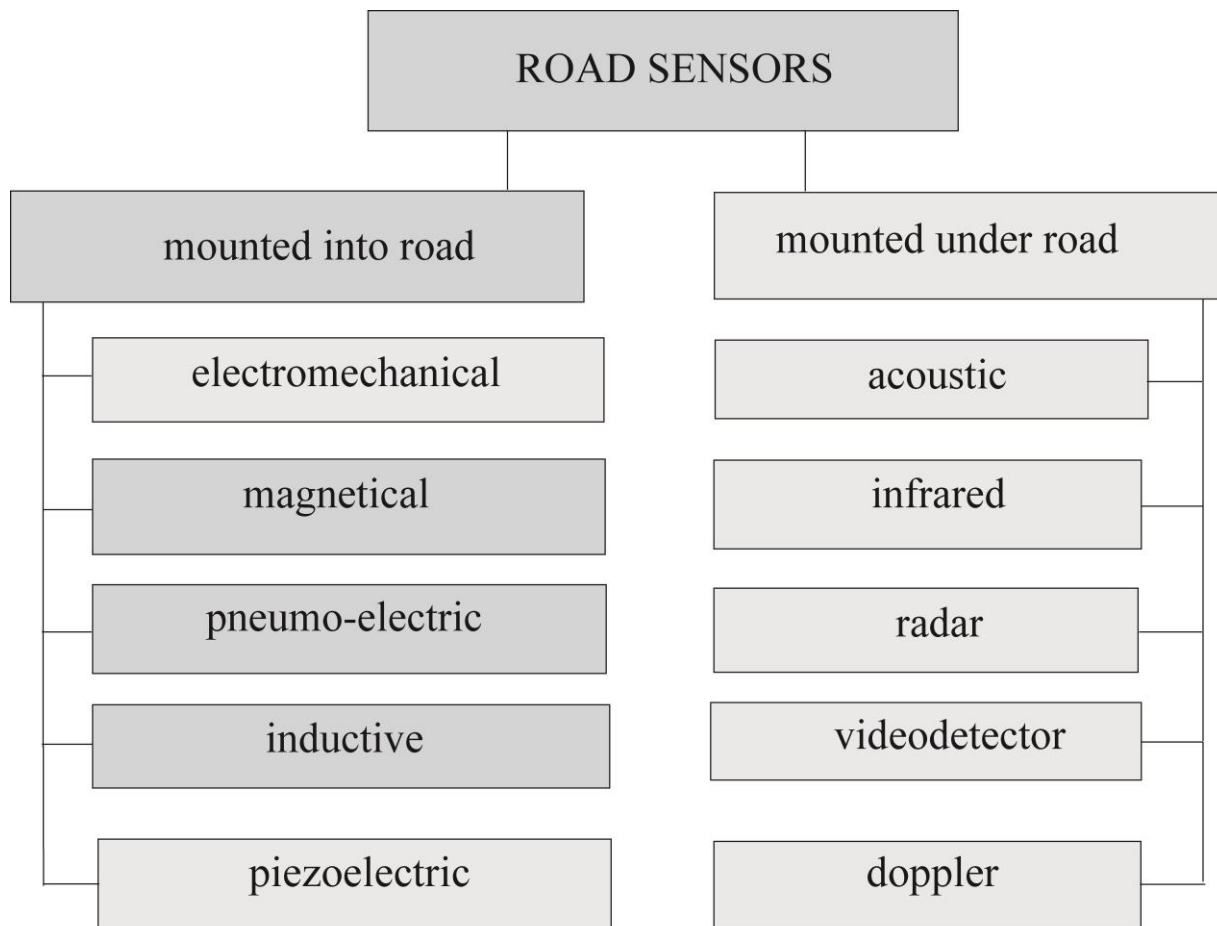 ROAD SENSORS
mounted into road
electromechanical
magnetical
pneumo-electric
inductive
piezoelectric
mounted under road
acoustic
infrared
radar
videodetector
doppler